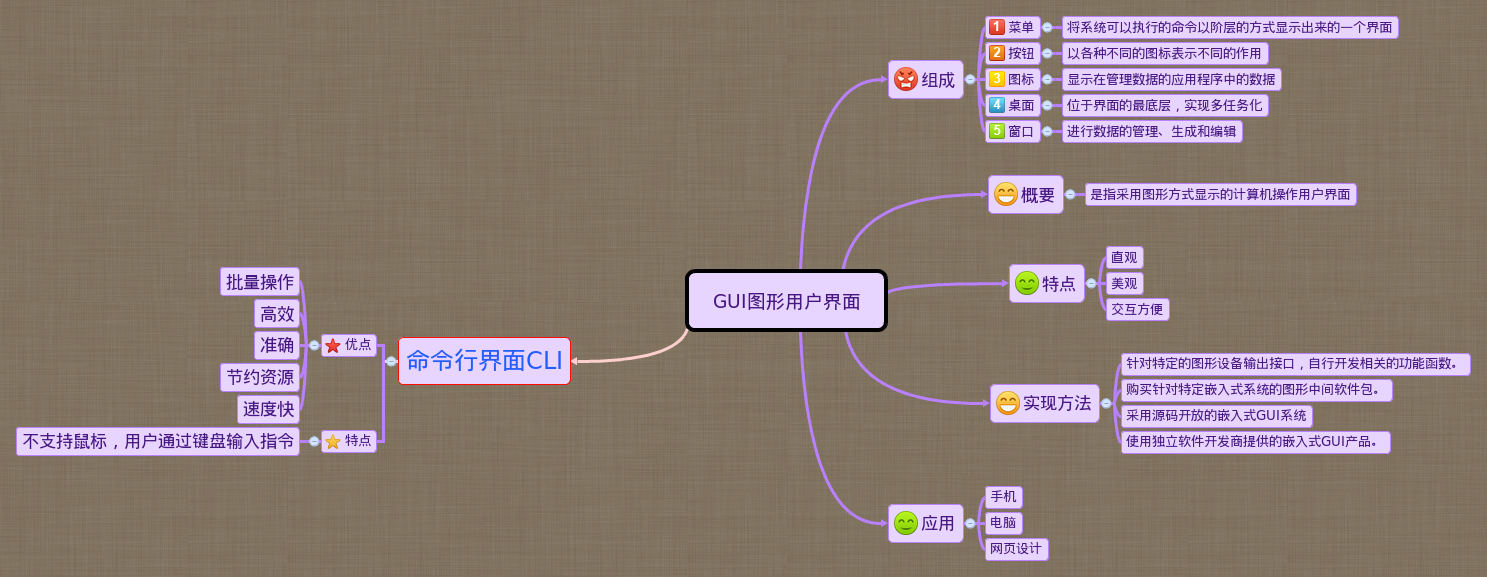 GUI图形用户界面
组成
1 菜单
将系统可以执行的命令以阶层的方式显示出来的一个界面
2 按钮
以各种不同的图标表示不同的作用
3 图标
显示在管理数据的应用程序中的数据
4 桌面
位于界面的最底层，实现多任务化
5 窗口
进行数据的管理、生成和编辑
概要
是指采用图形方式显示的计算机操作用户界面
特点
直观
美观
交互方便
实现方法
针对特定的图形设备输出接口，自行开发相关的功能函数。
购买针对特定嵌入式系统的图形中间软件包。
采用源码开放的嵌入式GUI系统
使用独立软件开发商提供的嵌入式GUI产品。
应用
手机
电脑
网页设计
命令行界面CLI
优点
批量操作
高效
准确
节约资源
速度快
特点
不支持鼠标，用户通过键盘输入指令